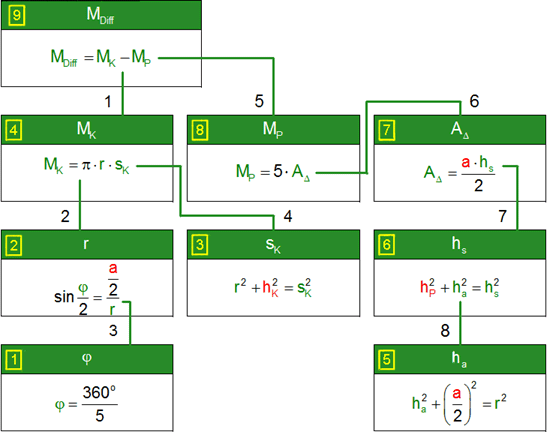 9 M_Diff
M_Diff = M_K − M_P
1 5 6
4 M_K
8 M_P
7 A_Δ
M_K = π · r · s_K
M_P = 5 · A_Δ
A_Δ = (a · h_s) / 2
2 4 7
2 r
3 s_K
6 h_s
sin φ/2 = (a/2) / r
r² + h_K² = s_K²
h_P² + h_a² = h_s²
3 8
1 φ
5 h_a
φ = 360° / 5
h_a² + (a/2)² = r²